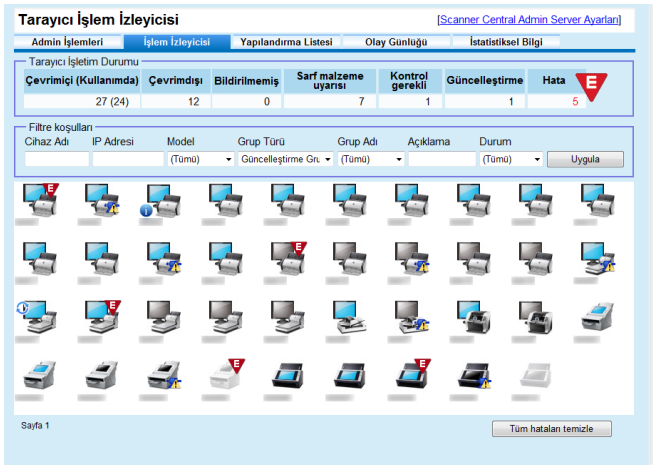 Tarayıcı İşlem İzleyicisi
[Scanner Central Admin Server Ayarları]
Admin İşlemleri
İşlem İzleyicisi
Yapılandırma Listesi
Olay Günlüğü
İstatistiksel Bilgi
Tarayıcı İşletim Durumu
Çevrimiçi (Kullanımda) Çevrimdışı Bildirilmemiş Sarf malzeme uyarısı Kontrol gerekli Güncelleştirme Hata
27 (24) 12 0 7 1 1 5
E
Filtre koşulları
Cihaz Adı IP Adresi Model Grup Türü Grup Adı Açıklama Durum
(Tümü) Güncelleştirme Gru (Tümü) (Tümü) Uygula
E
E
E
E
E
Sayfa 1
Tüm hataları temizle